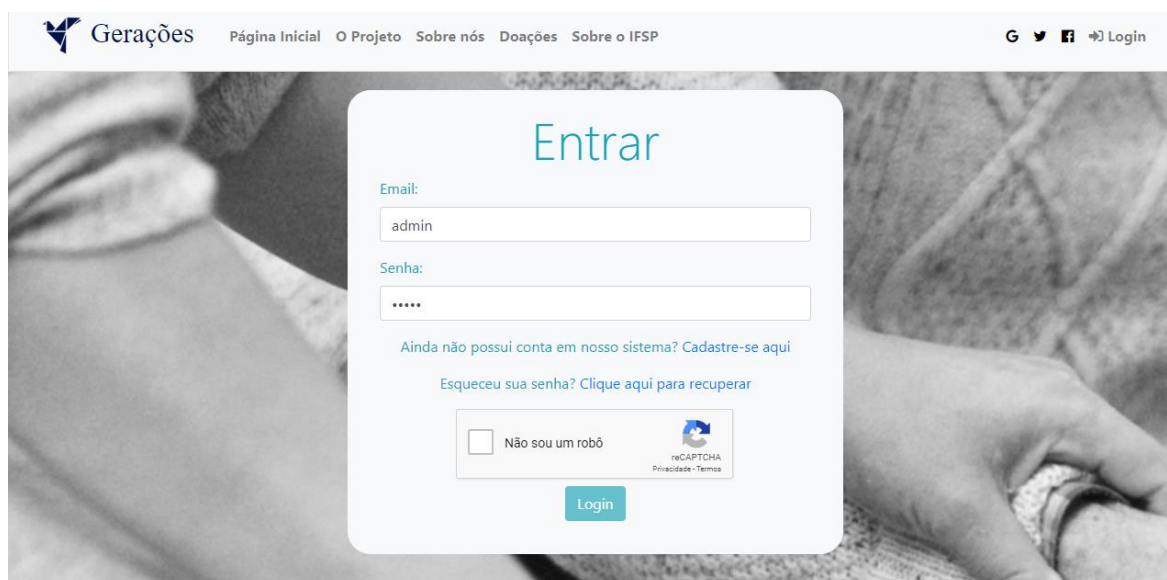 Gerações Página Inicial O Projeto Sobre nós Doações Sobre o IFSP G Login
Entrar
Email:
admin
Senha:
•••••
Ainda não possui conta em nosso sistema? Cadastre-se aqui
Esqueceu sua senha? Clique aqui para recuperar
Não sou um robô
reCAPTCHA
Privacidade - Termos
Login